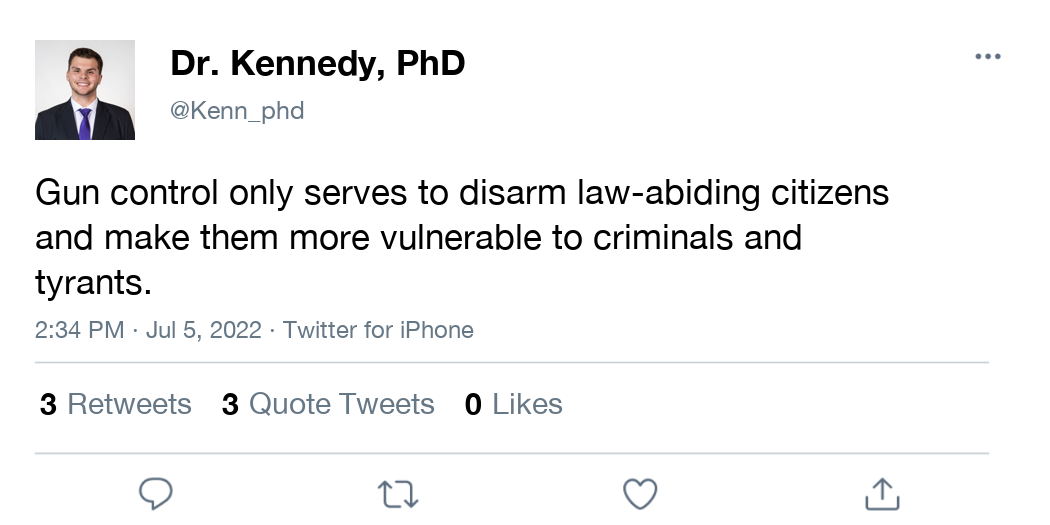 Dr. Kennedy, PhD
@Kenn_phd
Gun control only serves to disarm law-abiding citizens
and make them more vulnerable to criminals and
tyrants.
2:34 PM · Jul 5, 2022 · Twitter for iPhone
3 Retweets 3 Quote Tweets 0 Likes